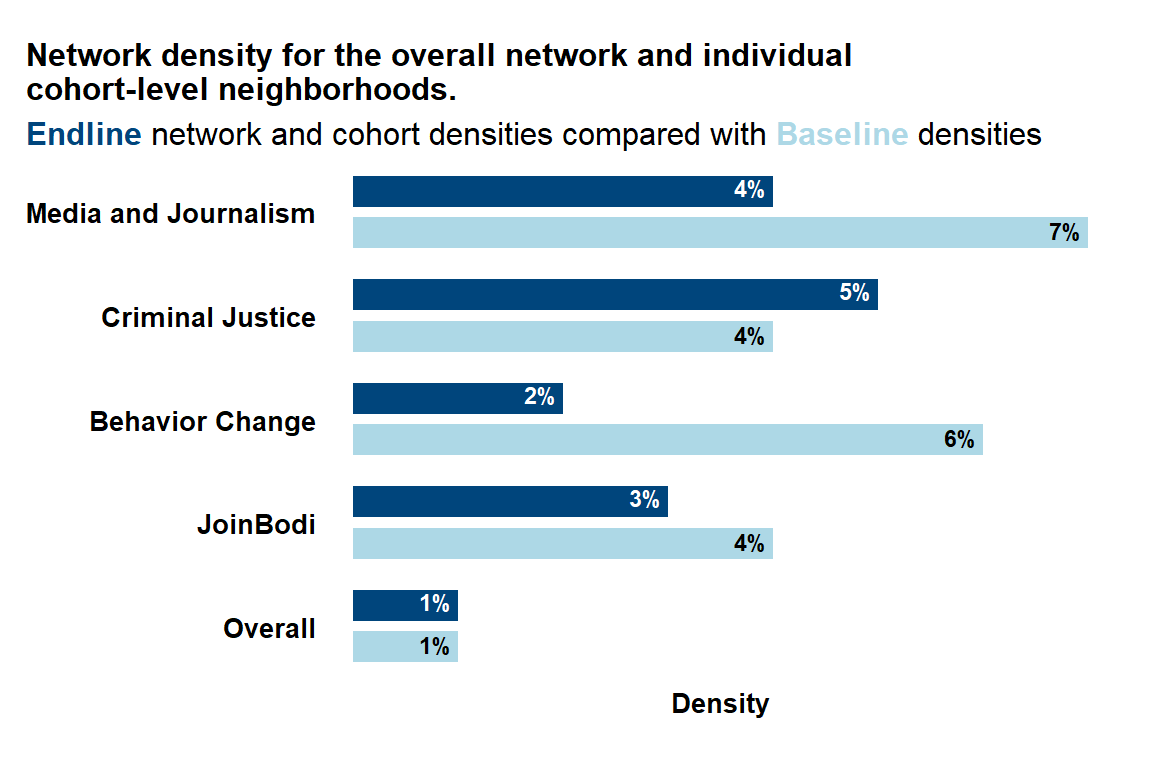 Network density for the overall network and individual
cohort-level neighborhoods.
Endline network and cohort densities compared with Baseline densities
Media and Journalism
4%
7%
Criminal Justice
5%
4%
Behavior Change
2%
6%
JoinBodi
3%
4%
Overall
1%
1%
Density